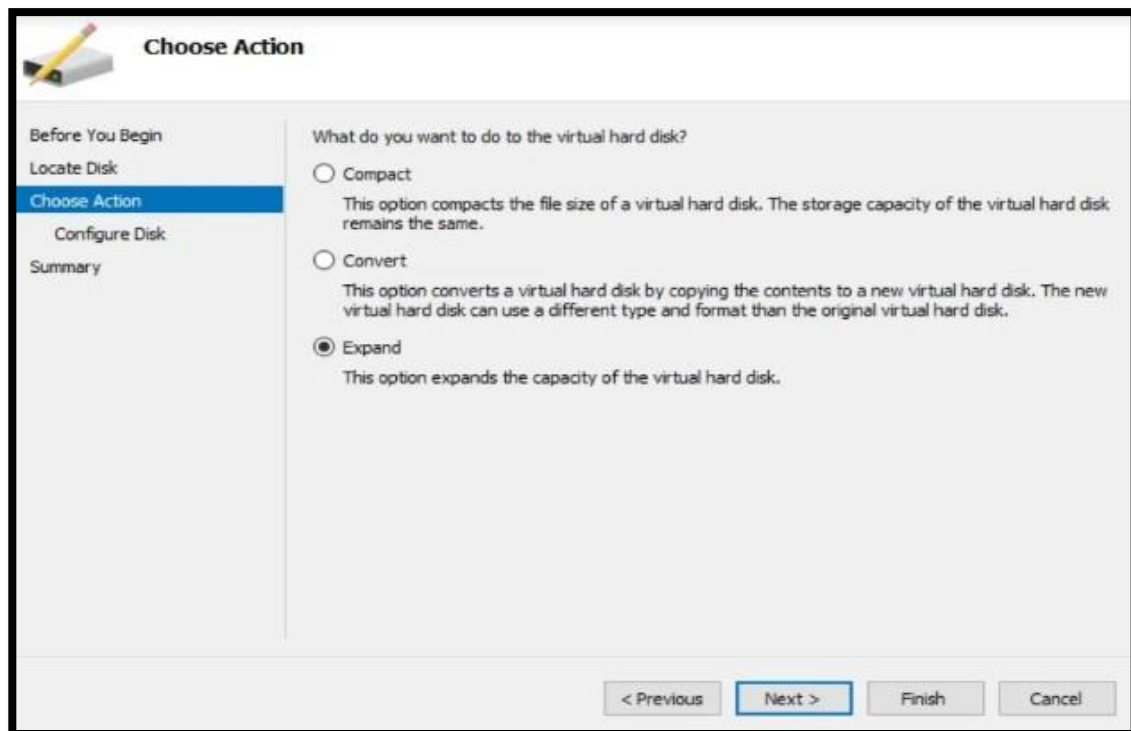 Choose Action
Before You Begin
Locate Disk
Choose Action
Configure Disk
Summary
What do you want to do to the virtual hard disk?
Compact
This option compacts the file size of a virtual hard disk. The storage capacity of the virtual hard disk
remains the same.
Convert
This option converts a virtual hard disk by copying the contents to a new virtual hard disk. The new
virtual hard disk can use a different type and format than the original virtual hard disk.
Expand
This option expands the capacity of the virtual hard disk.
< Previous
Next >
Finish
Cancel